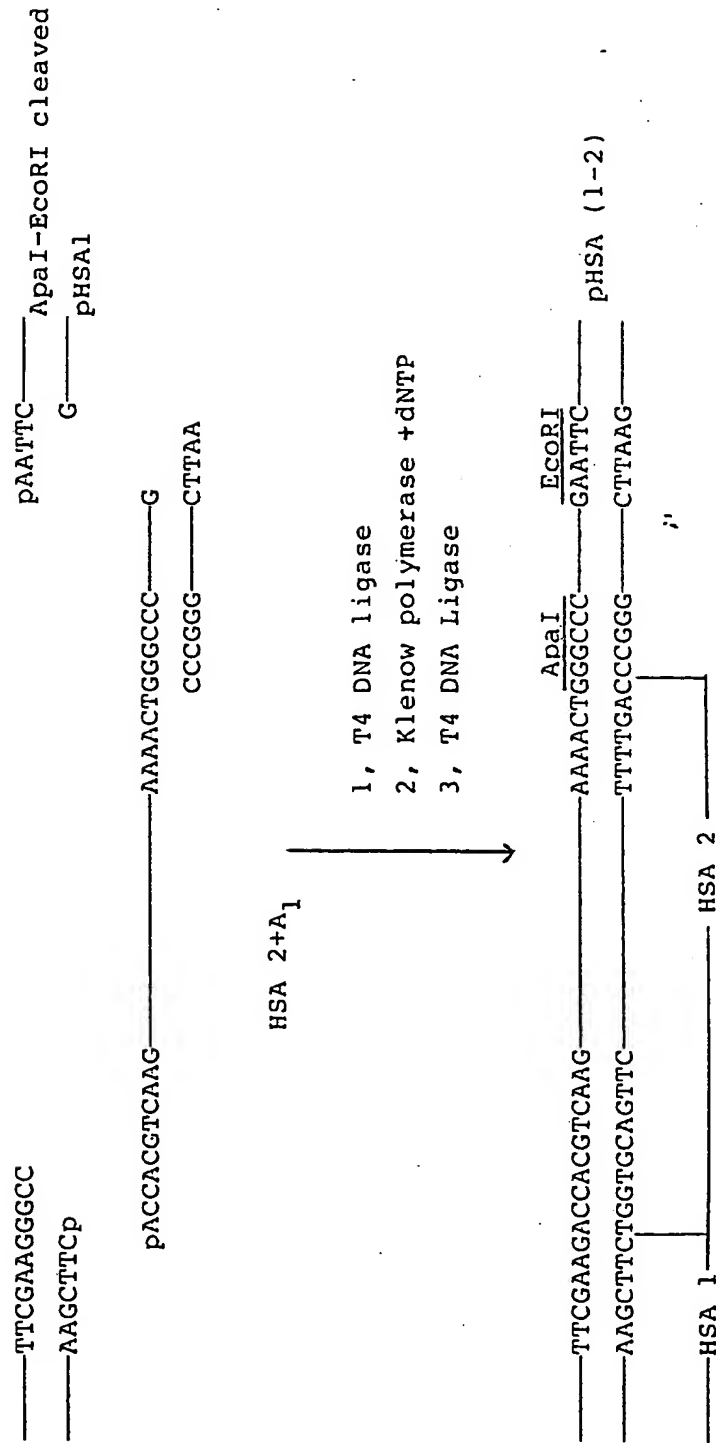 TTCGAAGGGCC
AAGCTTCp
pAATTC
ApaI-EcoRI cleaved
G
pHSA1
pACCACGTCAAG
AAAACTGGGCCC
G
CCCGGG
CTTAA
HSA 2+A1
1, T4 DNA ligase
2, Klenow polymerase +dNTP
3, T4 DNA Ligase
ApaI EcoRI
TTCGAAGACCACGTCAAG AAAACTGGGCCC GAATTC
pHSA (1-2)
AAGCTTCTGGTGCAGTTC TTTTGACCCGGG CTTAAG
HSA 1 HSA 2